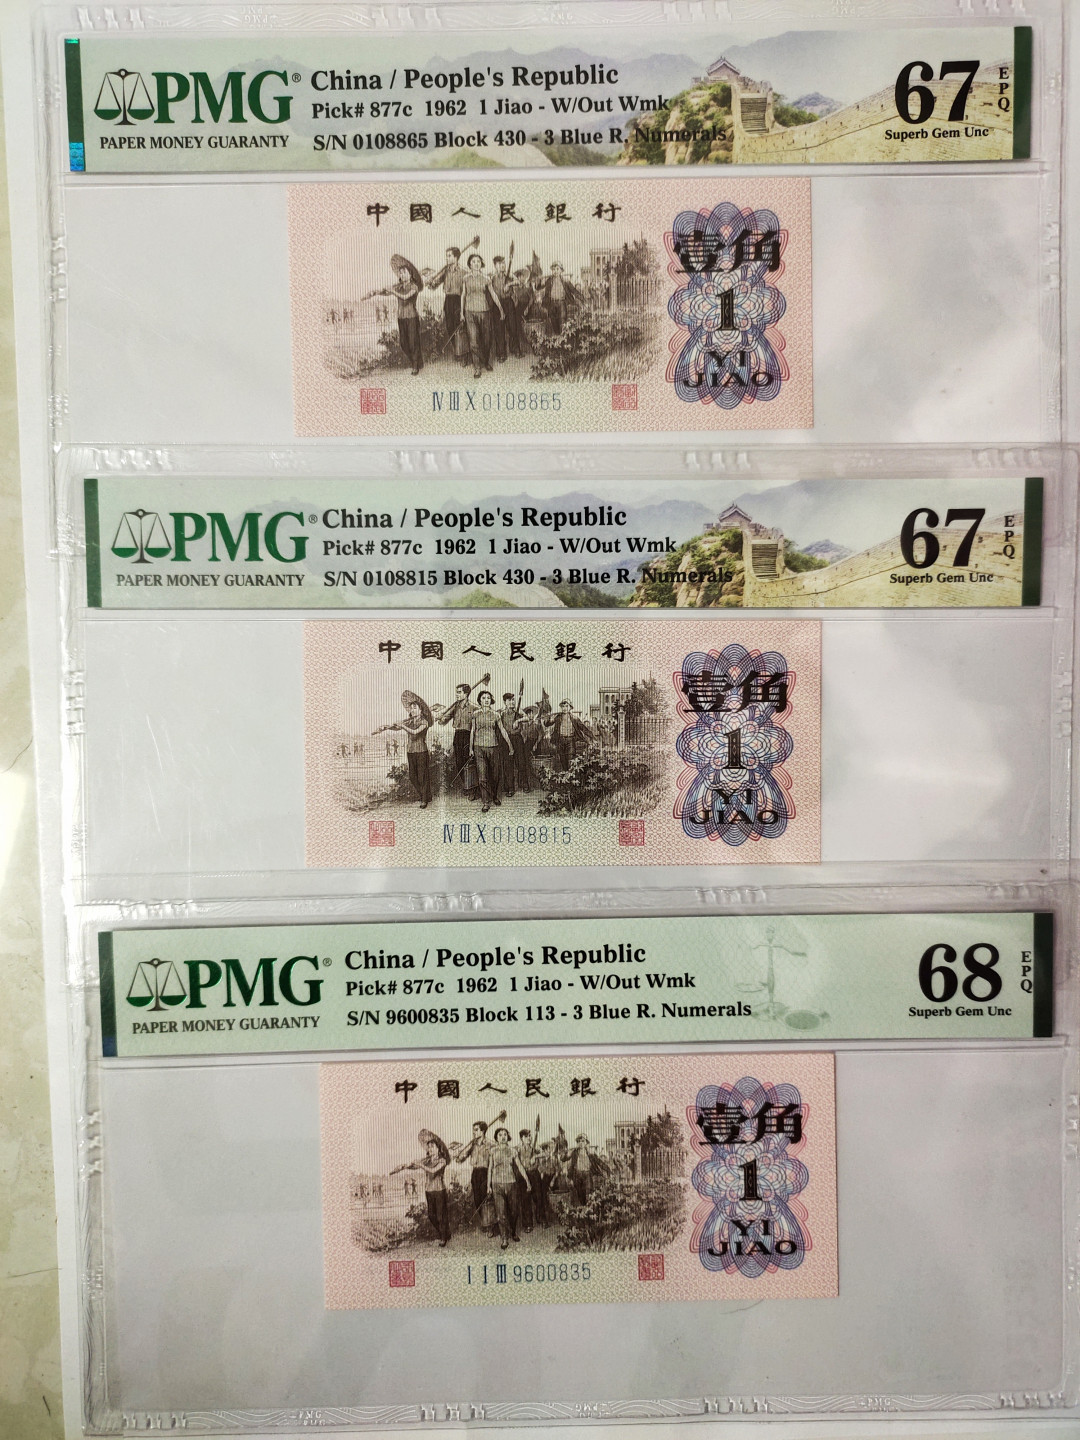 PMG®
PAPER MONEY GUARANTY
China / People's Republic
Pick# 877c 1962 1 Jiao - W/Out Wmk
S/N 0108865 Block 430 - 3 Blue R. Numerals
67
EPQ
Superb Gem Unc
中國人民銀行
壹角
1
YI
JIAO
ⅣⅢⅩ0108865
PMG®
PAPER MONEY GUARANTY
China / People's Republic
Pick# 877c 1962 1 Jiao - W/Out Wmk
S/N 0108815 Block 430 - 3 Blue R. Numerals
67
EPQ
Superb Gem Unc
中國人民銀行
壹角
1
YI
JIAO
ⅣⅢⅩ0108815
PMG®
PAPER MONEY GUARANTY
China / People's Republic
Pick# 877c 1962 1 Jiao - W/Out Wmk
S/N 9600835 Block 113 - 3 Blue R. Numerals
68
EPQ
Superb Gem Unc
中國人民銀行
壹角
1
YI
JIAO
ⅠⅠⅢ9600835